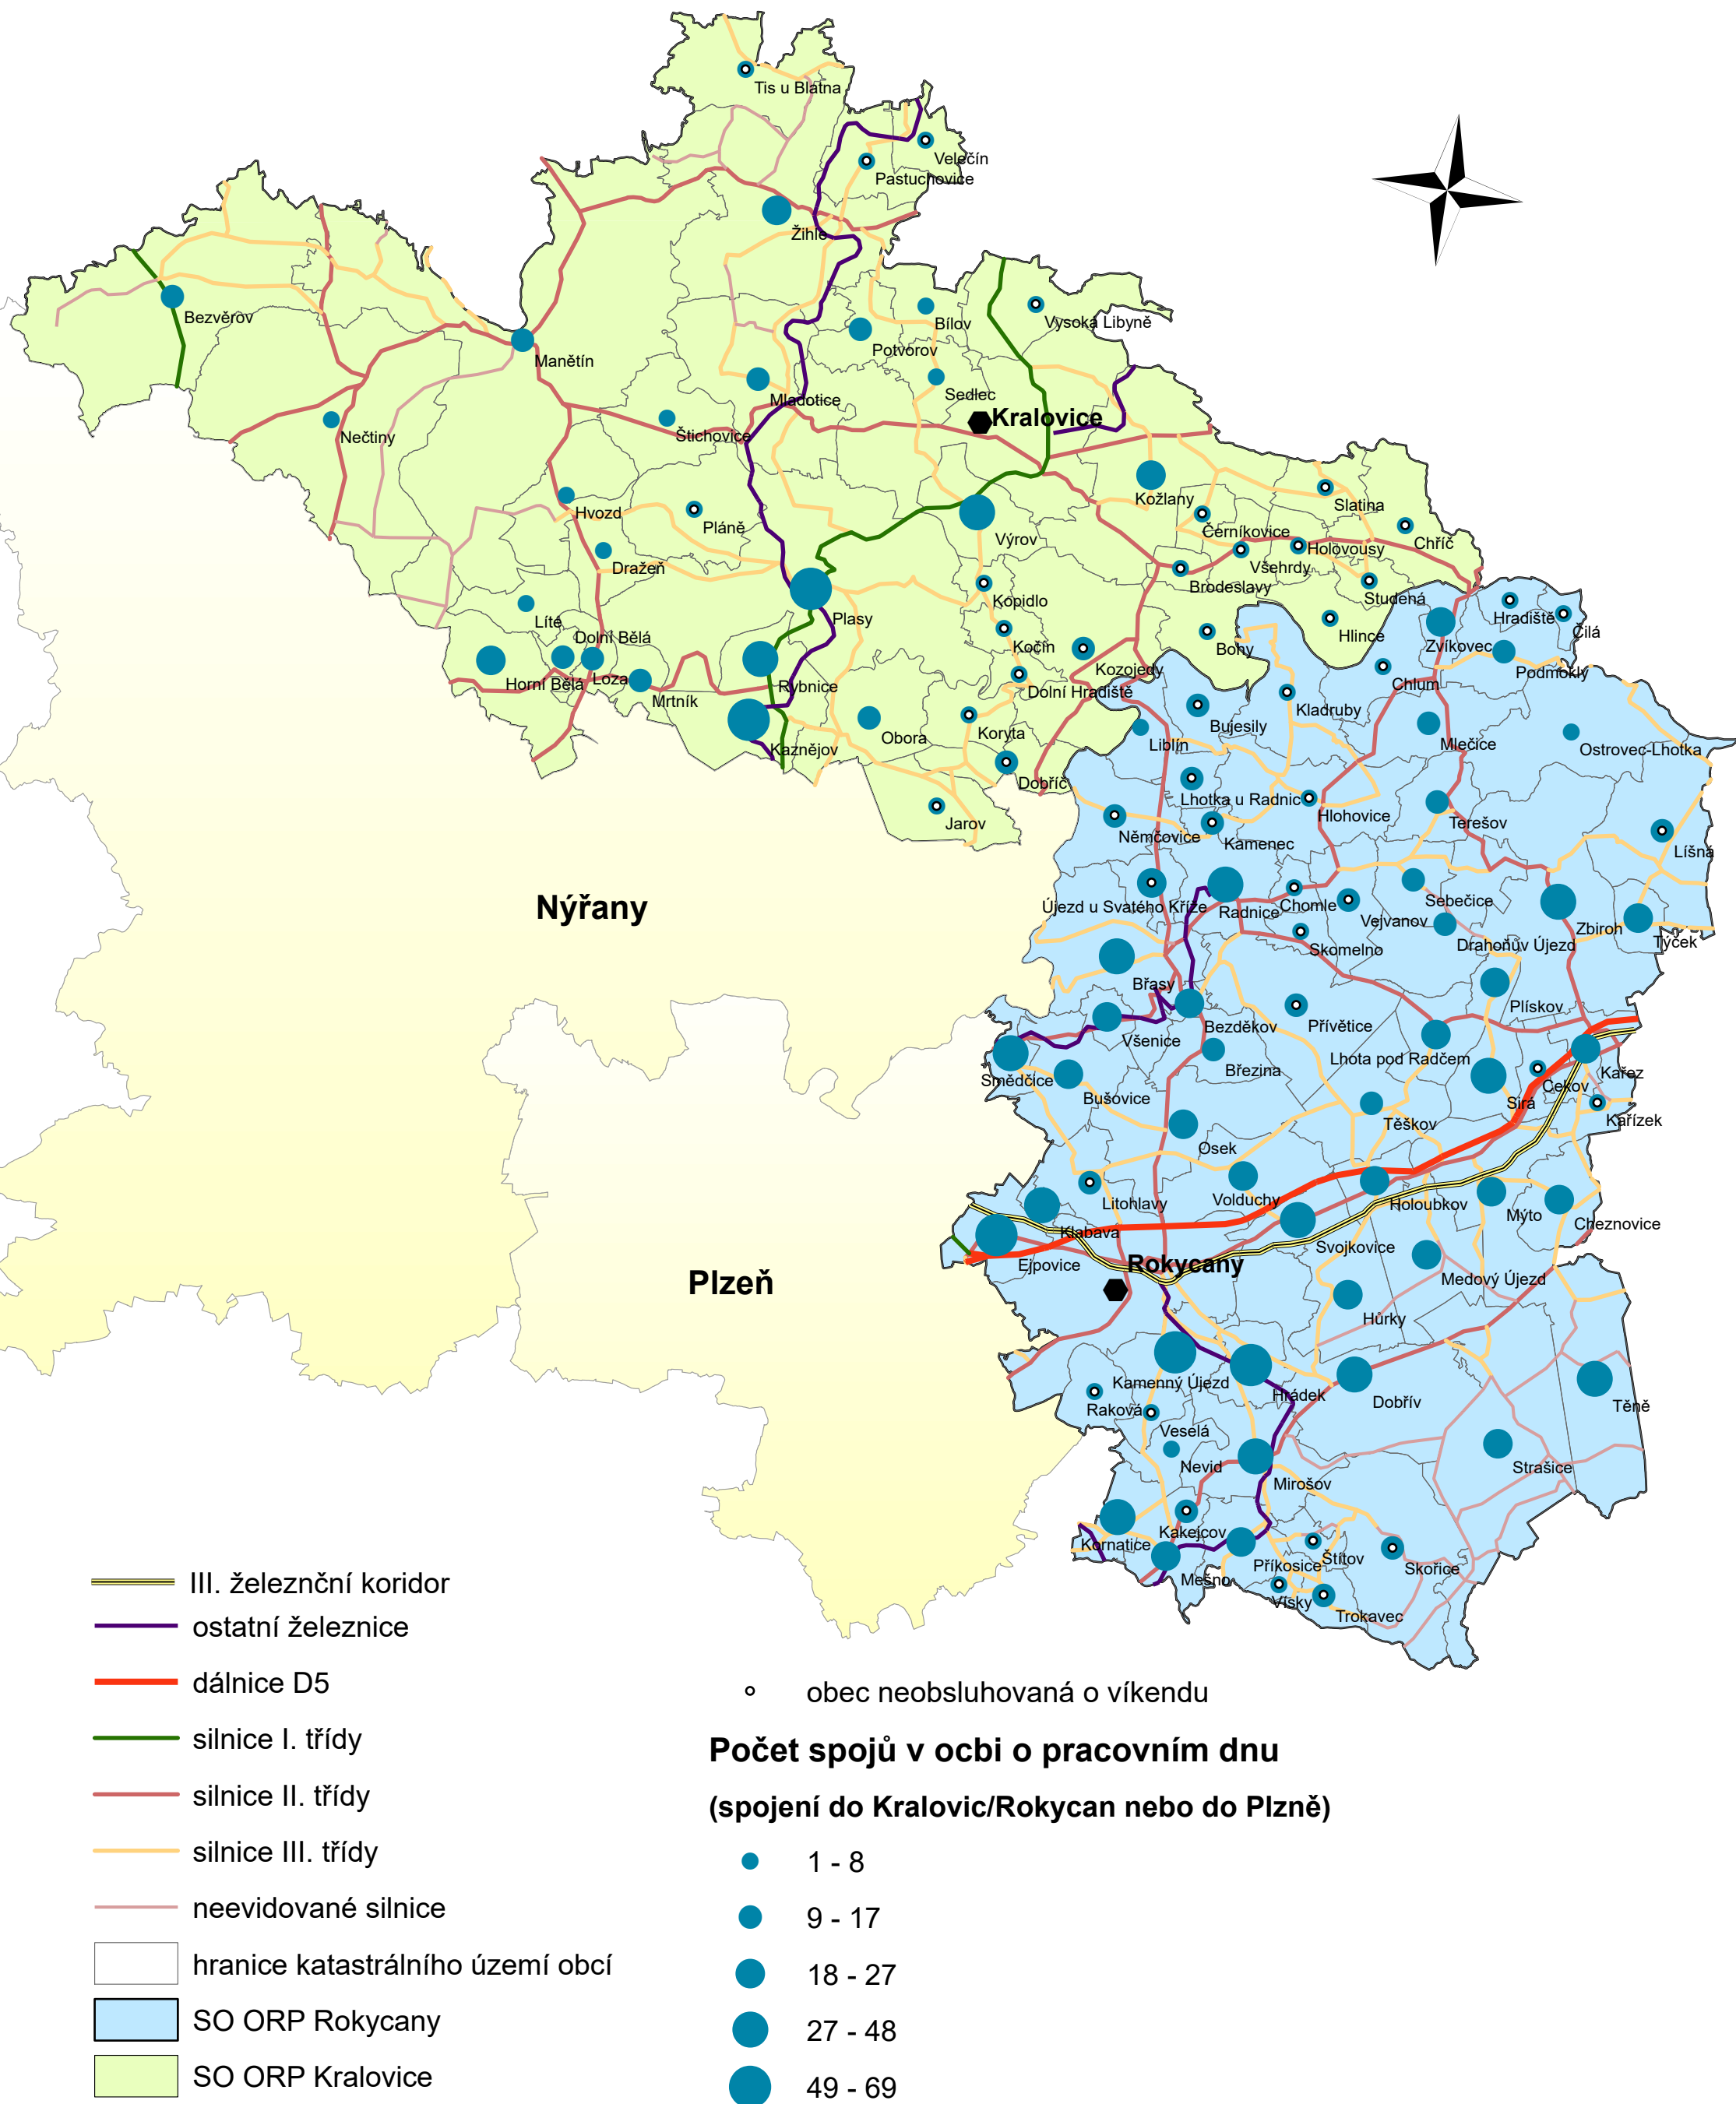 Tis u Blatna
Velečín
Pastuchovice
Žihle
Bezvěrov
Bílov
Vysoká Libyně
Potvorov
Manětín
Sedlec
Mladotice
Kralovice
Nečtiny
Štichovice
Kožlany
Slatina
Hvozd
Pláně
Výrov
Černíkovice
Holovousy
Chříč
Dražeň
Všehrdy
Brodeslavy
Kopidlo
Studená
Líté
Plasy
Hradiště
Čilá
Dolní Bělá
Kočín
Bohy
Hlince
Zvíkovec
Kozojedy
Podmokly
Horní Bělá
Loza
Rybnice
Dolní Hradiště
Chlum
Mrtník
Kladruby
Bujesily
Obora
Koryta
Liblín
Mlečice
Ostrovec-Lhotka
Kaznějov
Dobříč
Lhotka u Radnic
Hlohovice
Jarov
Němčovice
Kamenec
Terešov
Líšná
Nýřany
Újezd u Svatého Kříže
Radnice
Chomle
Vejvanov
Sebečice
Zbiroh
Týček
Skomelno
Drahoňův Újezd
Břasy
Plískov
Všenice
Bezděkov
Přívětice
Smědčice
Březina
Lhota pod Radčem
Kařez
Bušovice
Sirá
Cekov
Těškov
Kařízek
Osek
Litohlavy
Volduchy
Holoubkov
Mýto
Cheznovice
Klabava
Svojkovice
Ejpovice
Rokycany
Medový Újezd
Plzeň
Hůrky
Kamenný Újezd
Hrádek
Dobřív
Těně
Raková
Veselá
Nevid
Mirošov
Strašice
Kornatice
Kakejcov
Příkosice
Štítov
Skořice
Mešno
Vísky
Trokavec
III. železnční koridor
ostatní železnice
dálnice D5
silnice I. třídy
silnice II. třídy
silnice III. třídy
neevidované silnice
hranice katastrálního území obcí
SO ORP Rokycany
SO ORP Kralovice
obec neobsluhovaná o víkendu
Počet spojů v ocbi o pracovním dnu
(spojení do Kralovic/Rokycan nebo do Plzně)
1 - 8
9 - 17
18 - 27
27 - 48
49 - 69